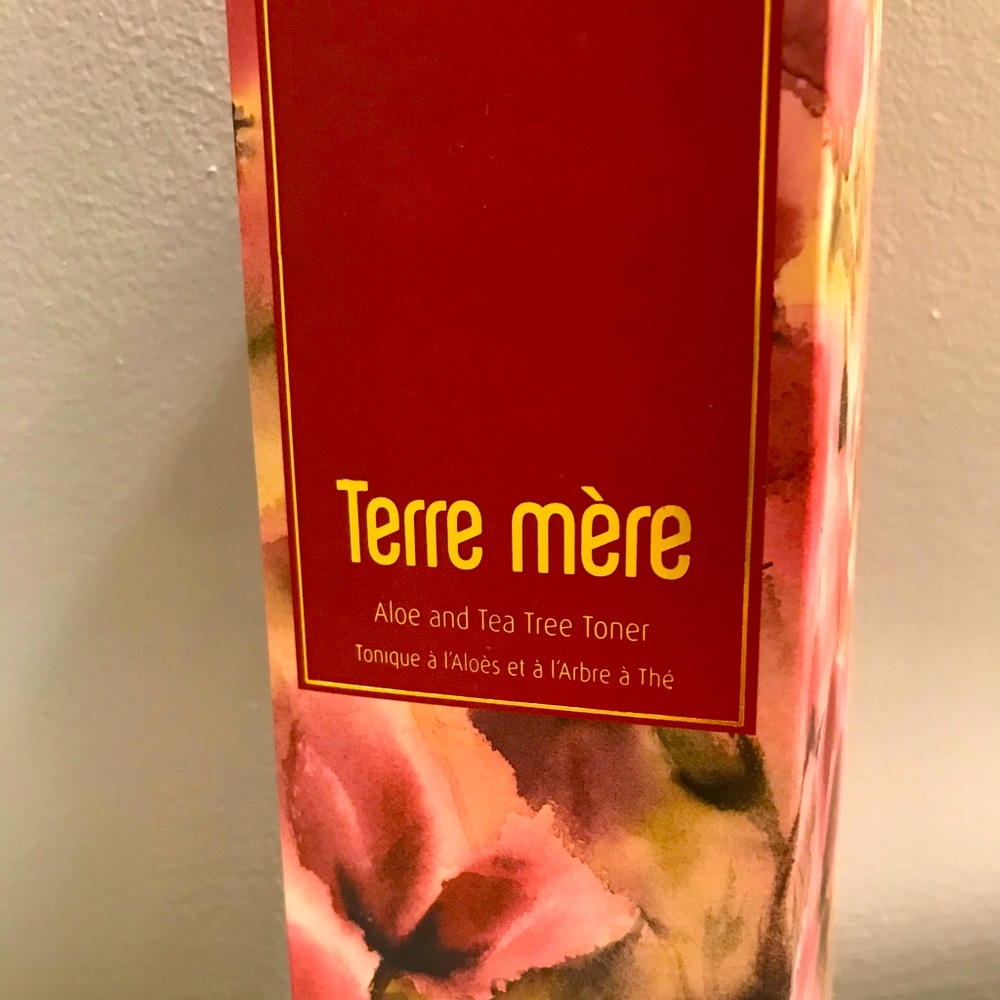 Terre mère
Aloe and Tea Tree Toner
Tonique à l'Aloès et à l'Arbre à Thé